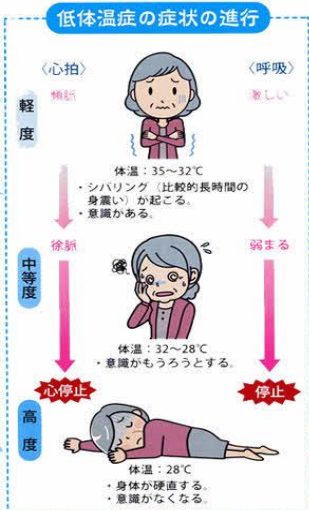 低体温症の症状の進行
〈心拍〉
〈呼吸〉
頻脈
激しい
軽度
体温：35〜32℃
・シバリング（比較的長時間の
身震い）が起こる。
・意識がある。
徐脈
弱まる
中等度
体温：32〜28℃
・意識がもうろうとする。
心停止
停止
高度
体温：28℃
・身体が硬直する。
・意識がなくなる。